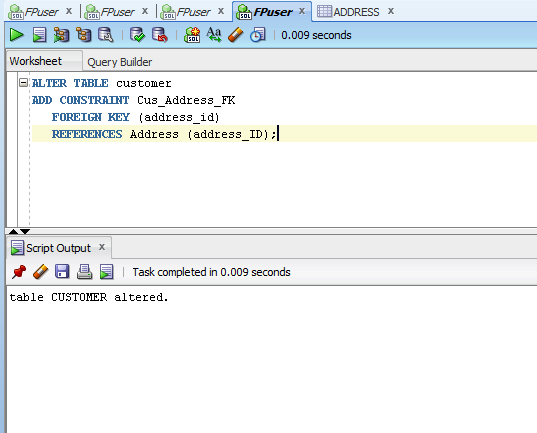 FPuser x FPuser x FPuser x FPuser x ADDRESS x
0.009 seconds
Worksheet Query Builder
ALTER TABLE customer
ADD CONSTRAINT Cus_Address_FK
FOREIGN KEY (address_id)
REFERENCES Address (address_ID);
Script Output x
Task completed in 0.009 seconds
table CUSTOMER altered.